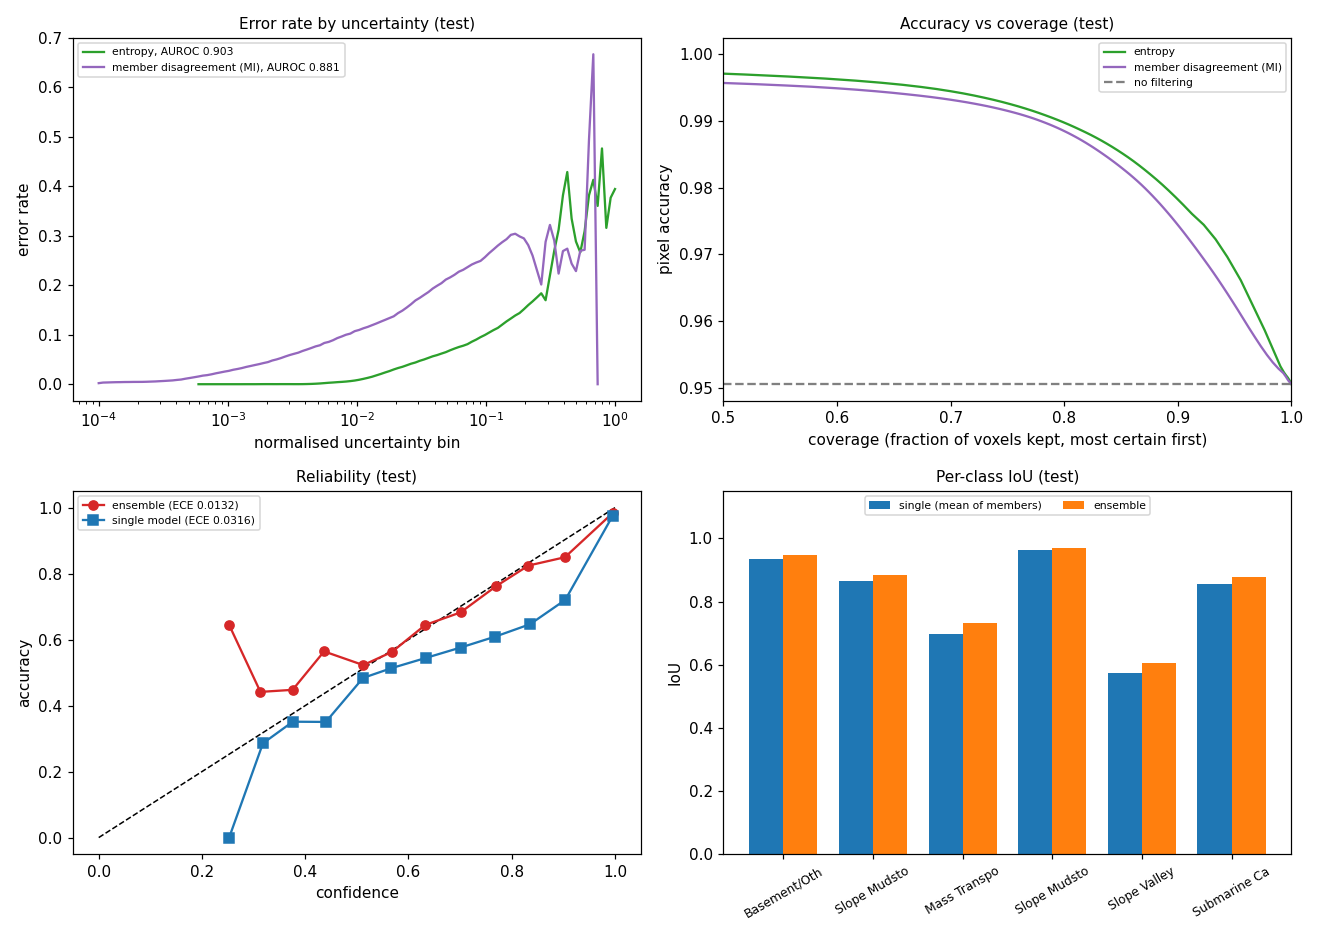 Error rate by uncertainty (test)
entropy, AUROC 0.903
member disagreement (MI), AUROC 0.881
error rate
0.7
0.6
0.5
0.4
0.3
0.2
0.1
0.0
10⁻⁴
10⁻³
10⁻²
10⁻¹
10⁰
normalised uncertainty bin
Accuracy vs coverage (test)
entropy
member disagreement (MI)
no filtering
pixel accuracy
1.00
0.99
0.98
0.97
0.96
0.95
0.5
0.6
0.7
0.8
0.9
1.0
coverage (fraction of voxels kept, most certain first)
Reliability (test)
ensemble (ECE 0.0132)
single model (ECE 0.0316)
accuracy
1.0
0.8
0.6
0.4
0.2
0.0
0.0
0.2
0.4
0.6
0.8
1.0
confidence
Per-class IoU (test)
single (mean of members)
ensemble
IoU
1.0
0.8
0.6
0.4
0.2
0.0
Basement/Oth
Slope Mudsto
Mass Transpo
Slope Mudsto
Slope Valley
Submarine Ca